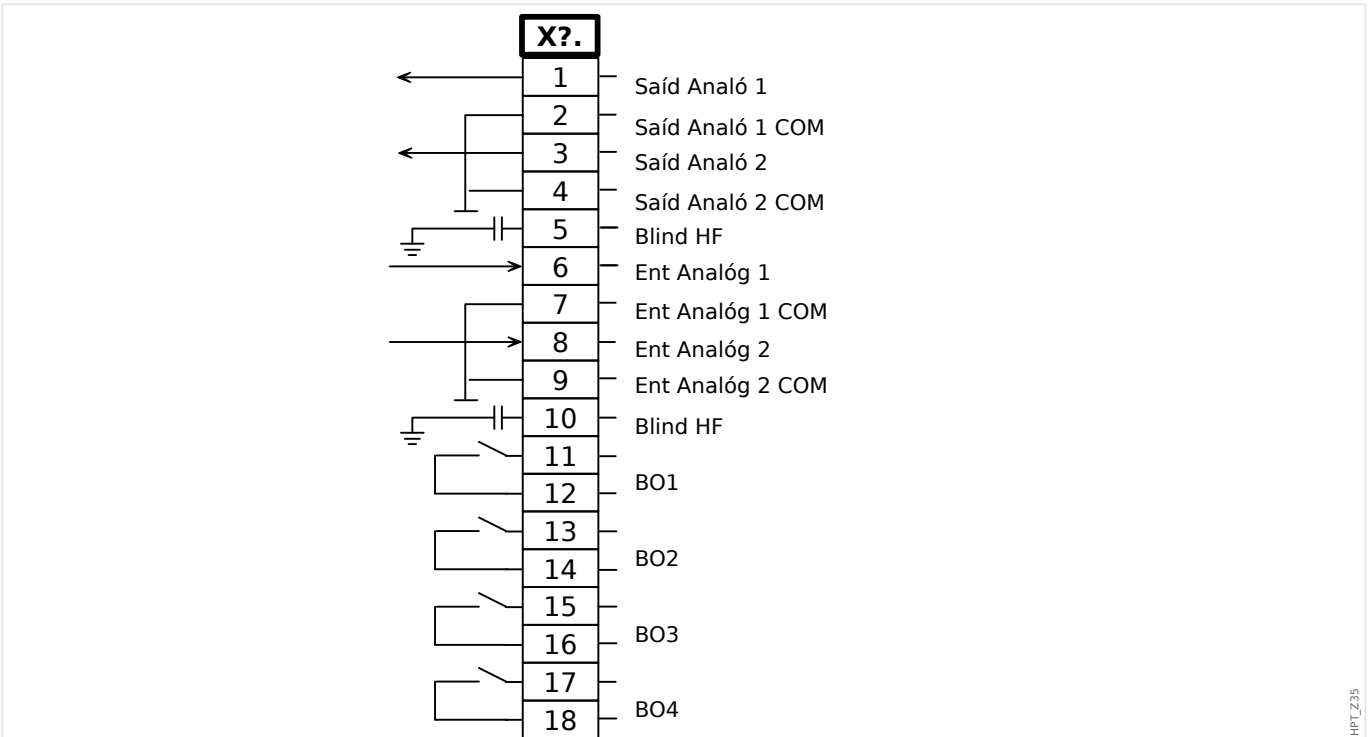 X?.
1 Saíd Analó 1
2 Saíd Analó 1 COM
3 Saíd Analó 2
4 Saíd Analó 2 COM
5 Blind HF
6 Ent Analóg 1
7 Ent Analóg 1 COM
8 Ent Analóg 2
9 Ent Analóg 2 COM
10 Blind HF
11
BO1
12
13
BO2
14
15
BO3
16
17
BO4
18
HPT_Z35